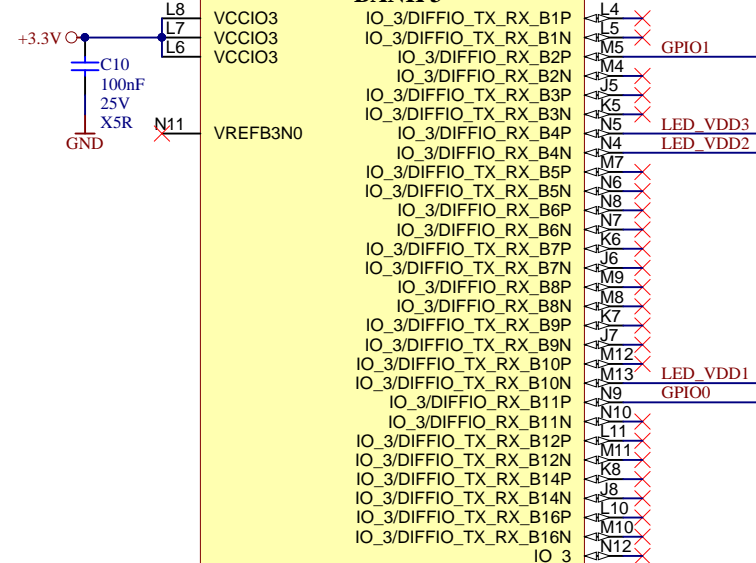 L8 VCCIO3 IO_3/DIFFIO_TX_RX_B1P L4
+3.3V L7 VCCIO3 IO_3/DIFFIO_TX_RX_B1N L5
L6 VCCIO3 IO_3/DIFFIO_RX_B2P M5 GPIO1
C10 IO_3/DIFFIO_RX_B2N M4
100nF IO_3/DIFFIO_TX_RX_B3P J5
25V IO_3/DIFFIO_TX_RX_B3N K5
X5R N11 VREFB3N0 IO_3/DIFFIO_RX_B4P N5 LED_VDD3
GND IO_3/DIFFIO_RX_B4N N4 LED_VDD2
IO_3/DIFFIO_TX_RX_B5P M7
IO_3/DIFFIO_TX_RX_B5N N6
IO_3/DIFFIO_RX_B6P N8
IO_3/DIFFIO_RX_B6N N7
IO_3/DIFFIO_TX_RX_B7P K6
IO_3/DIFFIO_TX_RX_B7N J6
IO_3/DIFFIO_RX_B8P M9
IO_3/DIFFIO_RX_B8N M8
IO_3/DIFFIO_TX_RX_B9P K7
IO_3/DIFFIO_TX_RX_B9N J7
IO_3/DIFFIO_TX_RX_B10P M12
IO_3/DIFFIO_TX_RX_B10N M13 LED_VDD1
IO_3/DIFFIO_RX_B11P N9 GPIO0
IO_3/DIFFIO_RX_B11N N10
IO_3/DIFFIO_TX_RX_B12P L11
IO_3/DIFFIO_TX_RX_B12N M11
IO_3/DIFFIO_TX_RX_B14P K8
IO_3/DIFFIO_TX_RX_B14N J8
IO_3/DIFFIO_TX_RX_B16P L10
IO_3/DIFFIO_TX_RX_B16N M10
IO_3 N12